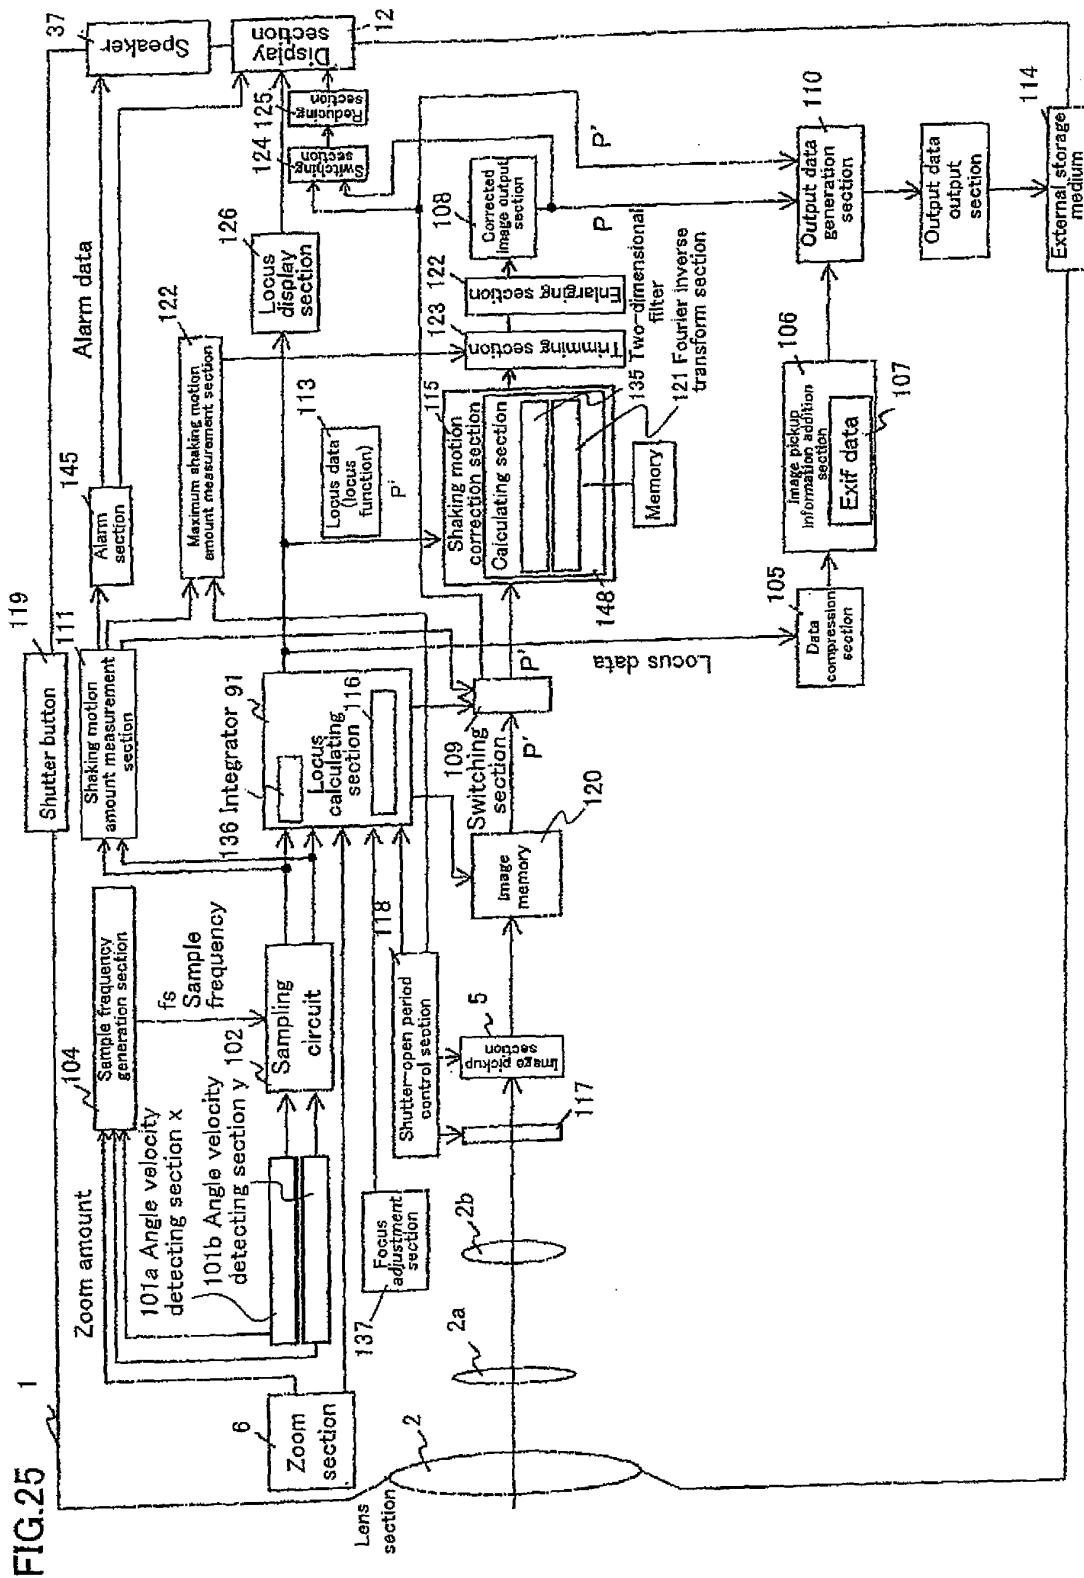 FIG.25
1
Shutter button
119
37
Speaker
Zoom amount
104
Sample frequency
generation section
Shaking motion
amount measurement
section
111
Alarm
section
145
Alarm data
12
Display
section
101a Angle velocity
detecting section x
101b Angle velocity
detecting section y
fs Sample
frequency
102
Sampling
circuit
136 Integrator 91
Locus
calculating
section
116
Maximum shaking motion
amount measurement section
122
126
Locus
display
section
124
Switching-
section
125
Reducing-
section
6
Zoom
section
137
Focus
adjustment
section
118
Shutter-open period
control section
113
Locus data
(locus
function)
P'
115
Shaking motion
correction section
Calculating section
148
123
Trimming section
122
Enlarging section
108
Corrected
image output
section
135 Two-dimensional
filter
121 Fourier inverse
transform section
Memory
Lens
section
2
2a
2b
117
5
Image pickup
section
Image
memory
120
109
Switching
section
P'
P'
P
P'
Locus data
105
Data
compression
section
106
Image pickup
information addition
section
Exif data
107
110
Output data
generation
section
Output data
output
section
114
External storage
medium